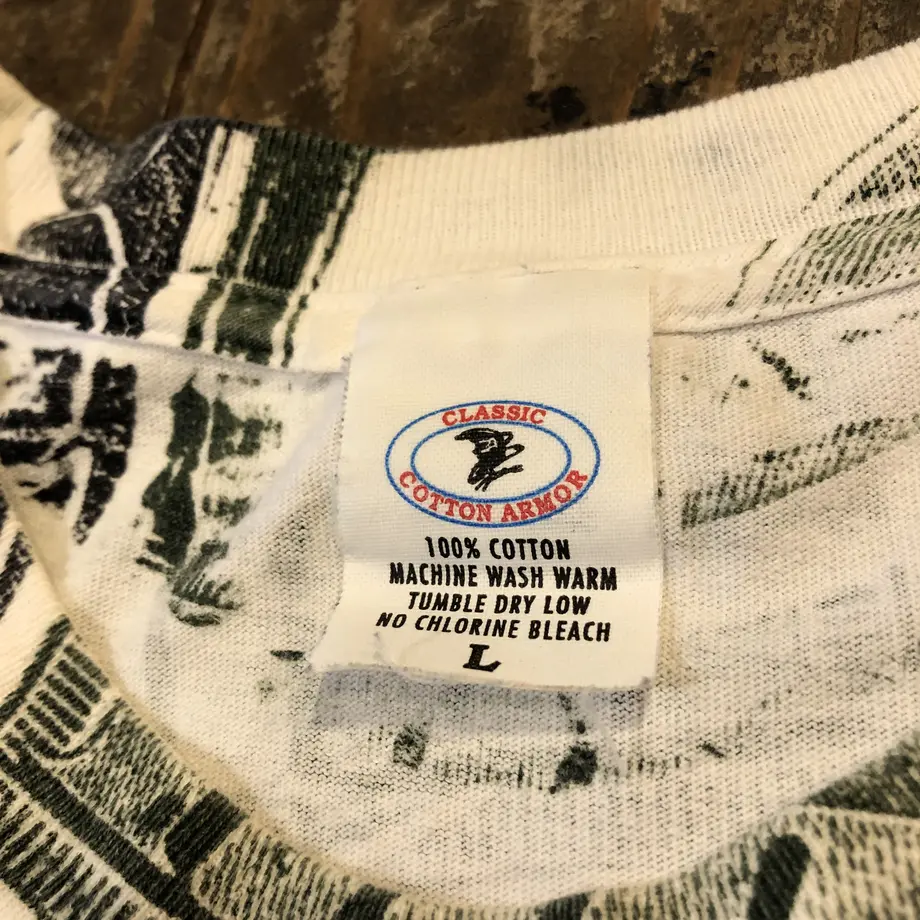 CLASSIC
COTTON ARMOR
100% COTTON
MACHINE WASH WARM
TUMBLE DRY LOW
NO CHLORINE BLEACH
L